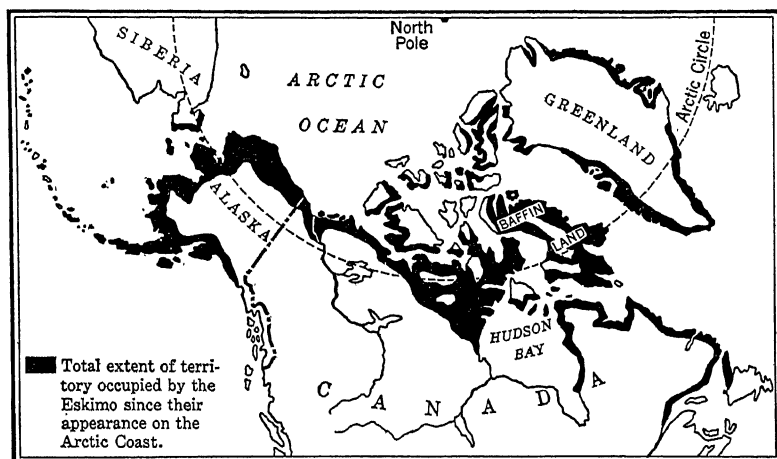 North
Pole
SIBERIA
ARCTIC
OCEAN
GREENLAND
Arctic Circle
ALASKA
BAFFIN
LAND
HUDSON
BAY
CANADA
Total extent of terri-
tory occupied by the
Eskimo since their
appearance on the
Arctic Coast.